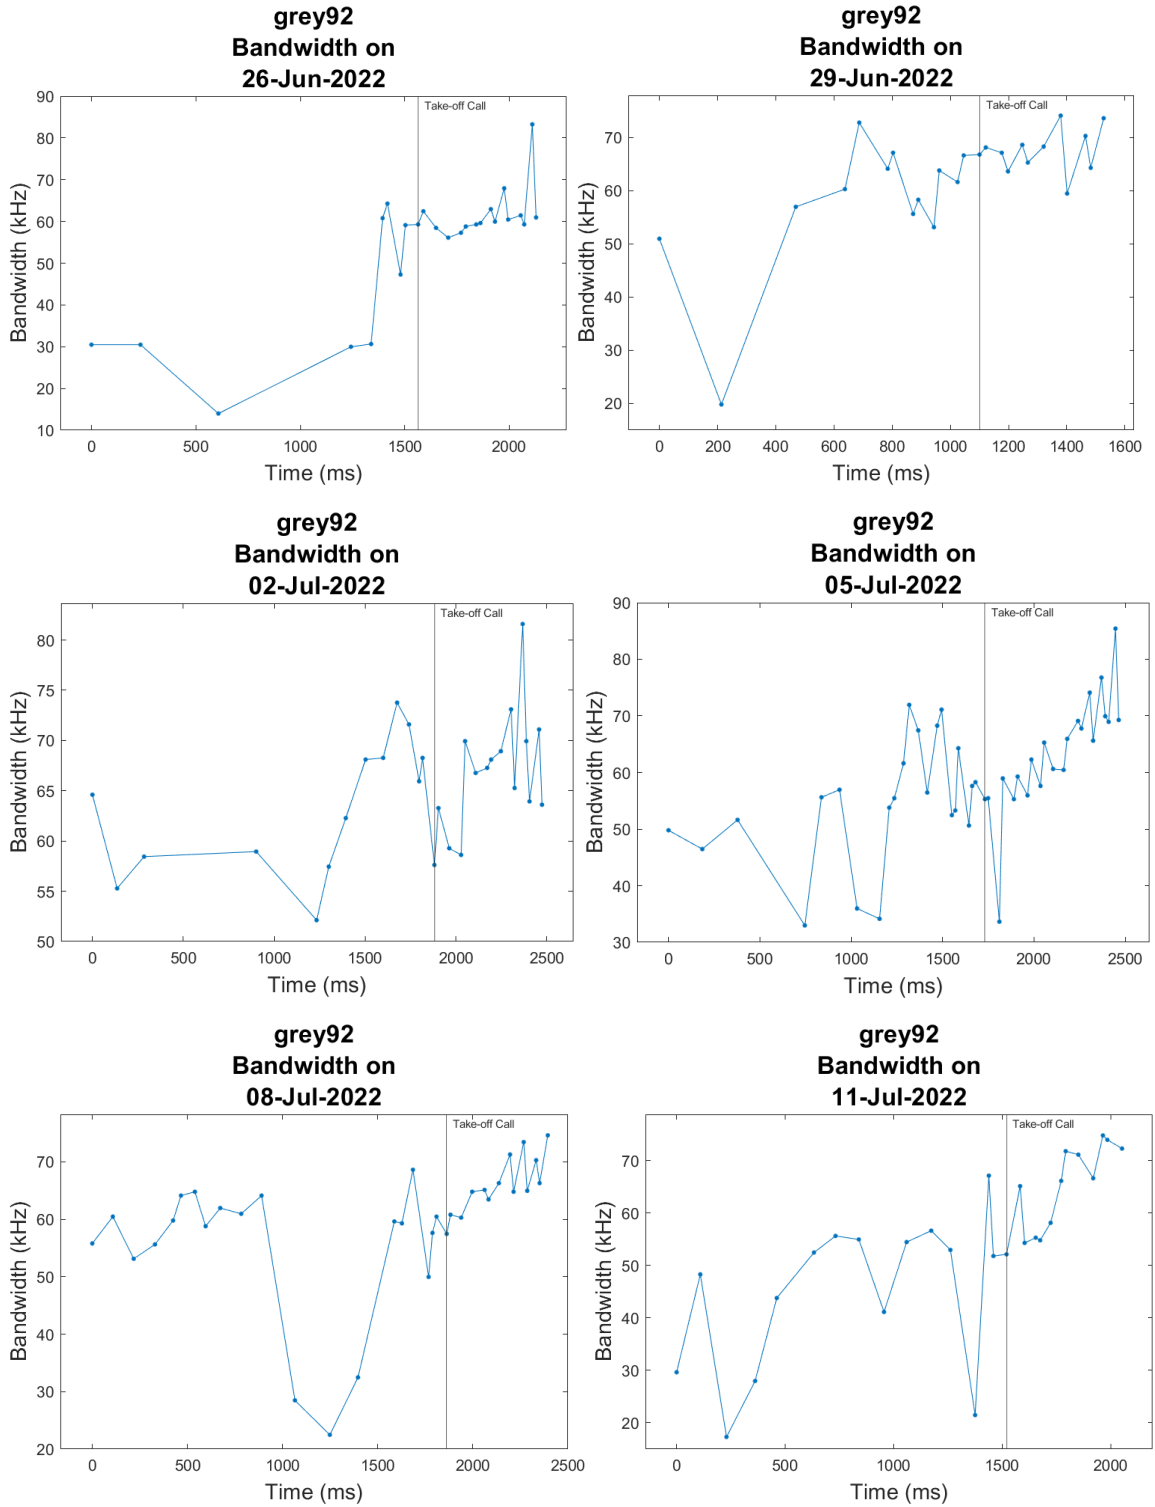 grey92
Bandwidth on
26-Jun-2022
Take-off Call
90
80
70
60
50
40
30
20
10
Bandwidth (kHz)
0 500 1000 1500 2000
Time (ms)
grey92
Bandwidth on
29-Jun-2022
Take-off Call
70
60
50
40
30
20
Bandwidth (kHz)
0 200 400 600 800 1000 1200 1400 1600
Time (ms)
grey92
Bandwidth on
02-Jul-2022
Take-off Call
80
75
70
65
60
55
50
Bandwidth (kHz)
0 500 1000 1500 2000 2500
Time (ms)
grey92
Bandwidth on
05-Jul-2022
Take-off Call
90
80
70
60
50
40
30
Bandwidth (kHz)
0 500 1000 1500 2000 2500
Time (ms)
grey92
Bandwidth on
08-Jul-2022
Take-off Call
70
60
50
40
30
20
Bandwidth (kHz)
0 500 1000 1500 2000 2500
Time (ms)
grey92
Bandwidth on
11-Jul-2022
Take-off Call
70
60
50
40
30
20
Bandwidth (kHz)
0 500 1000 1500 2000
Time (ms)